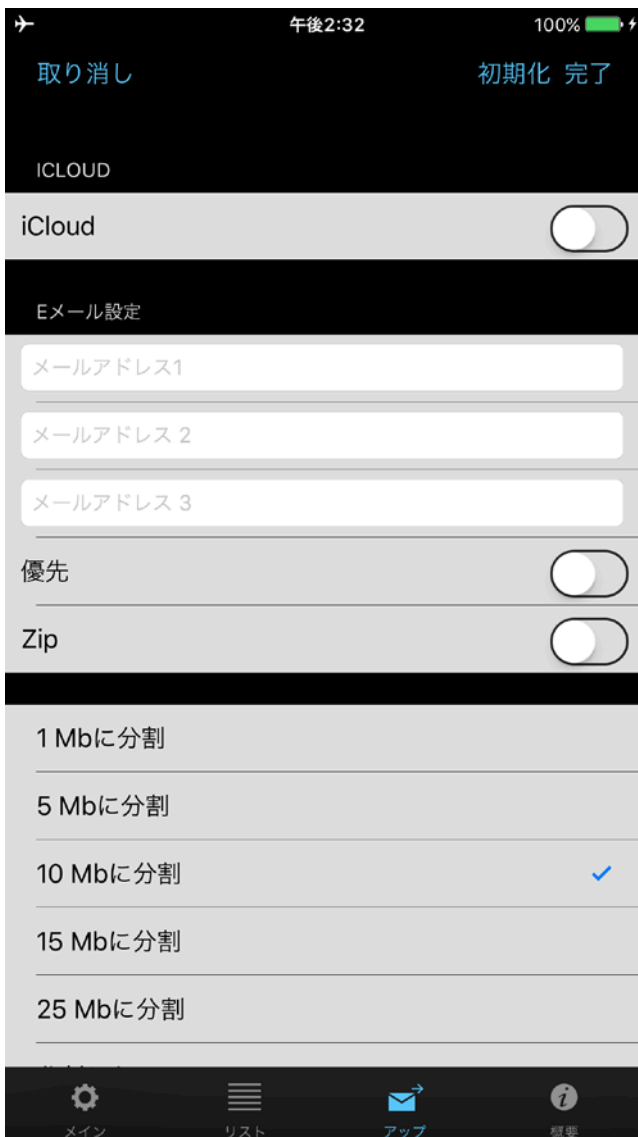 午後2:32 100%
取り消し 初期化 完了
ICLOUD
iCloud
Eメール設定
メールアドレス1
メールアドレス 2
メールアドレス 3
優先
Zip
1 Mbに分割
5 Mbに分割
10 Mbに分割
15 Mbに分割
25 Mbに分割
メイン リスト アップ 概要